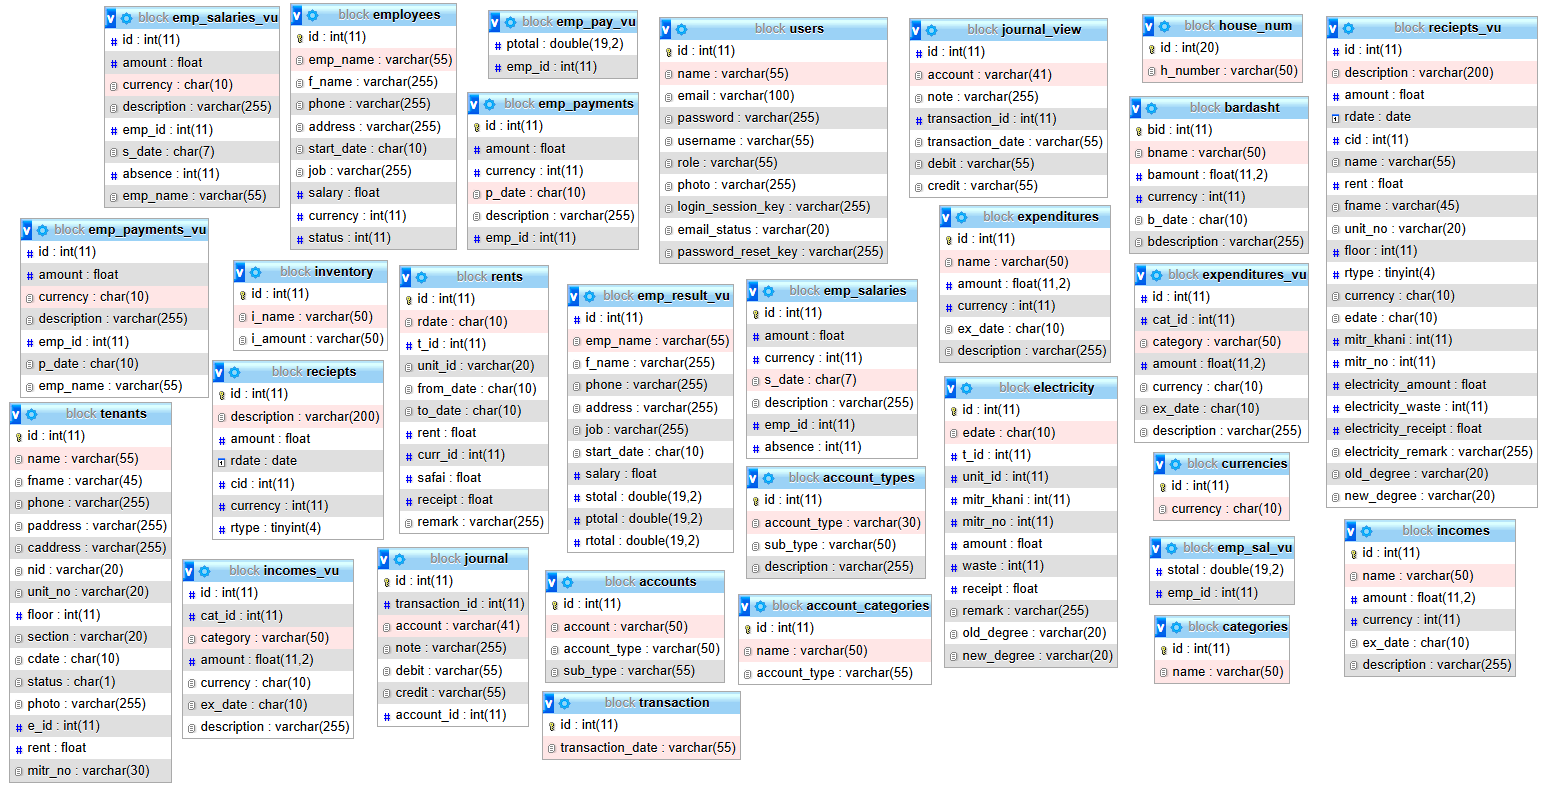 block emp_salaries_vu
id : int(11)
amount : float
currency : char(10)
description : varchar(255)
emp_id : int(11)
s_date : char(7)
absence : int(11)
emp_name : varchar(55)
block employees
id : int(11)
emp_name : varchar(55)
f_name : varchar(255)
phone : varchar(255)
address : varchar(255)
start_date : char(10)
job : varchar(255)
salary : float
currency : int(11)
status : int(11)
block emp_pay_vu
ptotal : double(19,2)
emp_id : int(11)
block emp_payments
id : int(11)
amount : float
currency : int(11)
p_date : char(10)
description : varchar(255)
emp_id : int(11)
block users
id : int(11)
name : varchar(55)
email : varchar(100)
password : varchar(255)
username : varchar(55)
role : varchar(55)
photo : varchar(255)
login_session_key : varchar(255)
email_status : varchar(20)
password_reset_key : varchar(255)
block journal_view
id : int(11)
account : varchar(41)
note : varchar(255)
transaction_id : int(11)
transaction_date : varchar(55)
debit : varchar(55)
credit : varchar(55)
block house_num
id : int(20)
h_number : varchar(50)
block bardasht
bid : int(11)
bname : varchar(50)
bamount : float(11,2)
currency : int(11)
b_date : char(10)
bdescription : varchar(255)
block reciepts_vu
id : int(11)
description : varchar(200)
amount : float
rdate : date
cid : int(11)
name : varchar(55)
rent : float
fname : varchar(45)
unit_no : varchar(20)
floor : int(11)
rtype : tinyint(4)
currency : char(10)
edate : char(10)
mitr_khani : int(11)
mitr_no : int(11)
electricity_amount : float
electricity_waste : int(11)
electricity_receipt : float
electricity_remark : varchar(255)
old_degree : varchar(20)
new_degree : varchar(20)
block emp_payments_vu
id : int(11)
amount : float
currency : char(10)
description : varchar(255)
emp_id : int(11)
p_date : char(10)
emp_name : varchar(55)
block inventory
id : int(11)
i_name : varchar(50)
i_amount : varchar(50)
block rents
id : int(11)
rdate : char(10)
t_id : int(11)
unit_id : varchar(20)
from_date : char(10)
to_date : char(10)
rent : float
curr_id : int(11)
safai : float
receipt : float
remark : varchar(255)
block emp_result_vu
id : int(11)
emp_name : varchar(55)
f_name : varchar(255)
phone : varchar(255)
address : varchar(255)
job : varchar(255)
start_date : char(10)
salary : float
stotal : double(19,2)
ptotal : double(19,2)
rtotal : double(19,2)
block emp_salaries
id : int(11)
amount : float
currency : int(11)
s_date : char(7)
description : varchar(255)
emp_id : int(11)
absence : int(11)
block expenditures
id : int(11)
name : varchar(50)
amount : float(11,2)
currency : int(11)
ex_date : char(10)
description : varchar(255)
block expenditures_vu
id : int(11)
cat_id : int(11)
category : varchar(50)
amount : float(11,2)
currency : char(10)
ex_date : char(10)
description : varchar(255)
block reciepts
id : int(11)
description : varchar(200)
amount : float
rdate : date
cid : int(11)
currency : int(11)
rtype : tinyint(4)
block tenants
id : int(11)
name : varchar(55)
fname : varchar(45)
phone : varchar(255)
paddress : varchar(255)
caddress : varchar(255)
nid : varchar(20)
unit_no : varchar(20)
floor : int(11)
section : varchar(20)
cdate : char(10)
status : char(1)
photo : varchar(255)
e_id : int(11)
rent : float
mitr_no : varchar(30)
block electricity
id : int(11)
edate : char(10)
t_id : int(11)
unit_id : int(11)
mitr_khani : int(11)
mitr_no : int(11)
amount : float
waste : int(11)
receipt : float
remark : varchar(255)
old_degree : varchar(20)
new_degree : varchar(20)
block currencies
id : int(11)
currency : char(10)
block account_types
id : int(11)
account_type : varchar(30)
sub_type : varchar(50)
description : varchar(255)
block incomes
id : int(11)
name : varchar(50)
amount : float(11,2)
currency : int(11)
ex_date : char(10)
description : varchar(255)
block emp_sal_vu
stotal : double(19,2)
emp_id : int(11)
block incomes_vu
id : int(11)
cat_id : int(11)
category : varchar(50)
amount : float(11,2)
currency : char(10)
ex_date : char(10)
description : varchar(255)
block journal
id : int(11)
transaction_id : int(11)
account : varchar(41)
note : varchar(255)
debit : varchar(55)
credit : varchar(55)
account_id : int(11)
block accounts
id : int(11)
account : varchar(50)
account_type : varchar(50)
sub_type : varchar(55)
block account_categories
id : int(11)
name : varchar(50)
account_type : varchar(55)
block categories
id : int(11)
name : varchar(50)
block transaction
id : int(11)
transaction_date : varchar(55)